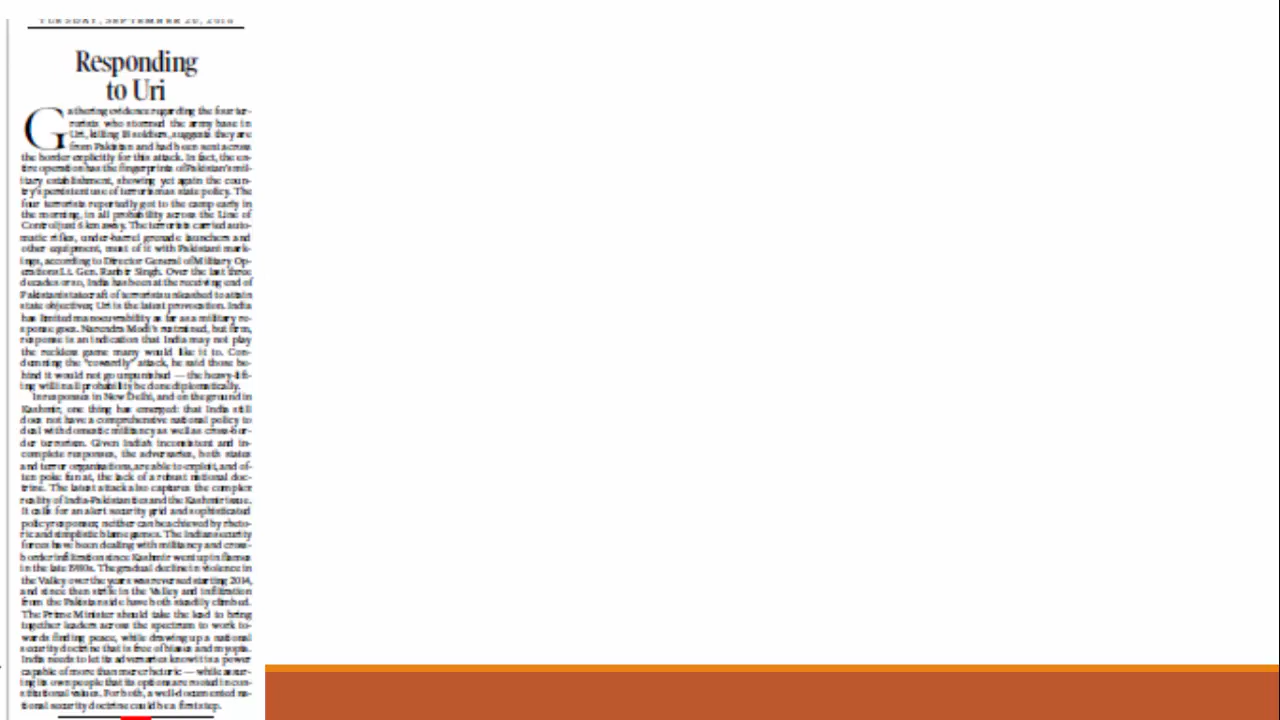 TUESDAY, SEPTEMBER 20, 2016
Responding
to Uri
Gathering evidence regarding the four ter-
rorists who stormed the army base in
Uri, killing 18 soldiers, suggests they are
from Pakistan and had been sent across
the border explicitly for this attack. In fact, the en-
tire operation has the fingerprints of Pakistan's mil-
itary establishment, showing yet again the coun-
try's persistent use of terrorism as state policy. The
four terrorists reportedly got to the camp early in
the morning, in all probability across the Line of
Control just 6 km away. The terrorists carried auto-
matic rifles, under-barrel grenade launchers and
other equipment, most of it with Pakistani mark-
ings, according to Director General of Military Op-
erations Lt. Gen. Ranbir Singh. Over the last three
decades or so, India has been at the receiving end of
Pakistani statecraft of terrorists unleashed to attain
state objectives; Uri is the latest provocation. India
has limited manoeuvrability as far as a military re-
sponse goes. Narendra Modi's restrained, but firm,
response is an indication that India may not play
the reckless game many would like it to. Con-
demning the "cowardly" attack, he said those be-
hind it would not go unpunished — the heavy-lift-
ing will in all probability be done diplomatically.
In responses in New Delhi, and on the ground in
Kashmir, one thing has emerged: that India still
does not have a comprehensive national policy to
deal with domestic militancy as well as cross-bor-
der terrorism. Given India's inconsistent and in-
complete responses, the adversaries, both states
and terror organisations, are able to exploit, and of-
ten poke fun at, the lack of a robust national doc-
trine. The latest attack also captures the complex
reality of India-Pakistan ties and the Kashmir issue.
It calls for an alert security grid and sophisticated
policy responses; neither can be achieved by rheto-
ric and simplistic blame games. The Indian security
forces have been dealing with militancy and cross-
border infiltration since Kashmir went up in flames
in the late 1980s. The gradual decline in violence in
the Valley over the years was reversed starting 2014,
and since then strife in the Valley and infiltration
from the Pakistan side have both steadily climbed.
The Prime Minister should take the lead to bring
together leaders across the spectrum to work to-
wards finding peace, while drawing up a national
security doctrine that is free of biases and myopia.
India needs to let its adversaries know it is a power
capable of more than mere rhetoric — while assur-
ing its own people that its options are rooted in con-
stitutional values. For both, a well-documented na-
tional security doctrine could be a first step.